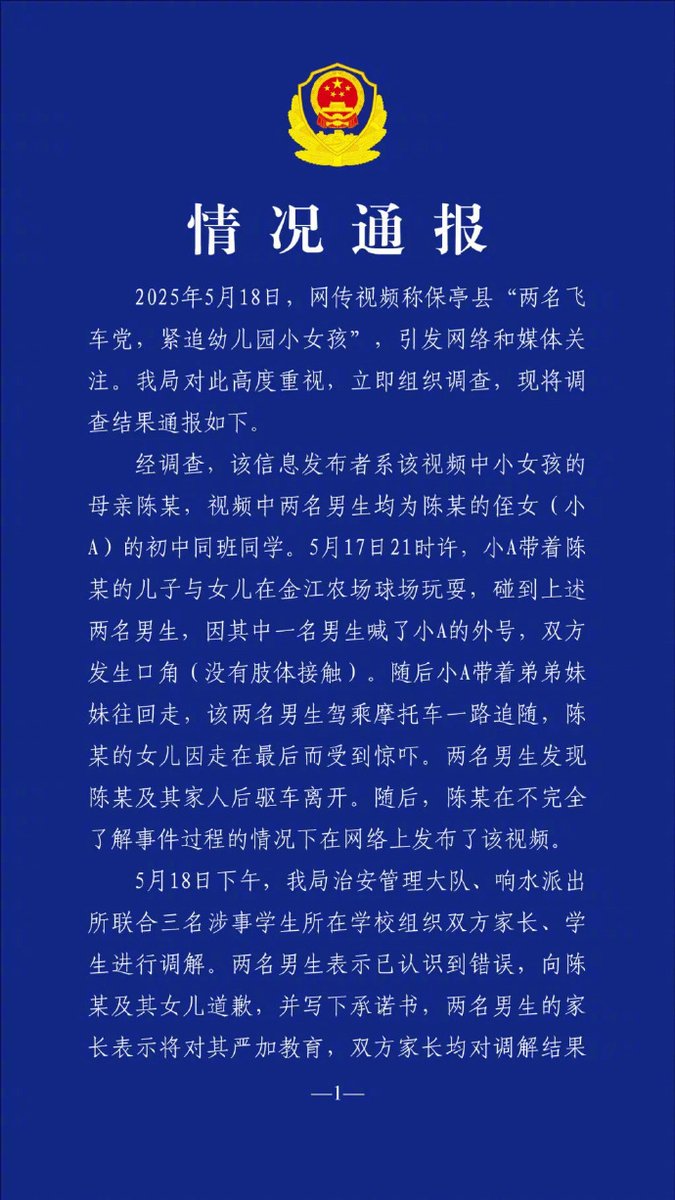 情况通报
2025年5月18日，网传视频称保亭县“两名飞
车党，紧追幼儿园小女孩”，引发网络和媒体关
注。我局对此高度重视，立即组织调查，现将调
查结果通报如下。
经调查，该信息发布者系该视频中小女孩的
母亲陈某，视频中两名男生均为陈某的侄女（小
A）的初中同班同学。5月17日21时许，小A带着陈
某的儿子与女儿在金江农场球场玩耍，碰到上述
两名男生，因其中一名男生喊了小A的外号，双方
发生口角（没有肢体接触）。随后小A带着弟弟妹
妹往回走，该两名男生驾乘摩托车一路追随，陈
某的女儿因走在最后而受到惊吓。两名男生发现
陈某及其家人后驱车离开。随后，陈某在不完全
了解事件过程的情况下在网络上发布了该视频。
5月18日下午，我局治安管理大队、响水派出
所联合三名涉事学生所在学校组织双方家长、学
生进行调解。两名男生表示已认识到错误，向陈
某及其女儿道歉，并写下承诺书，两名男生的家
长表示将对其严加教育，双方家长均对调解结果
—1—